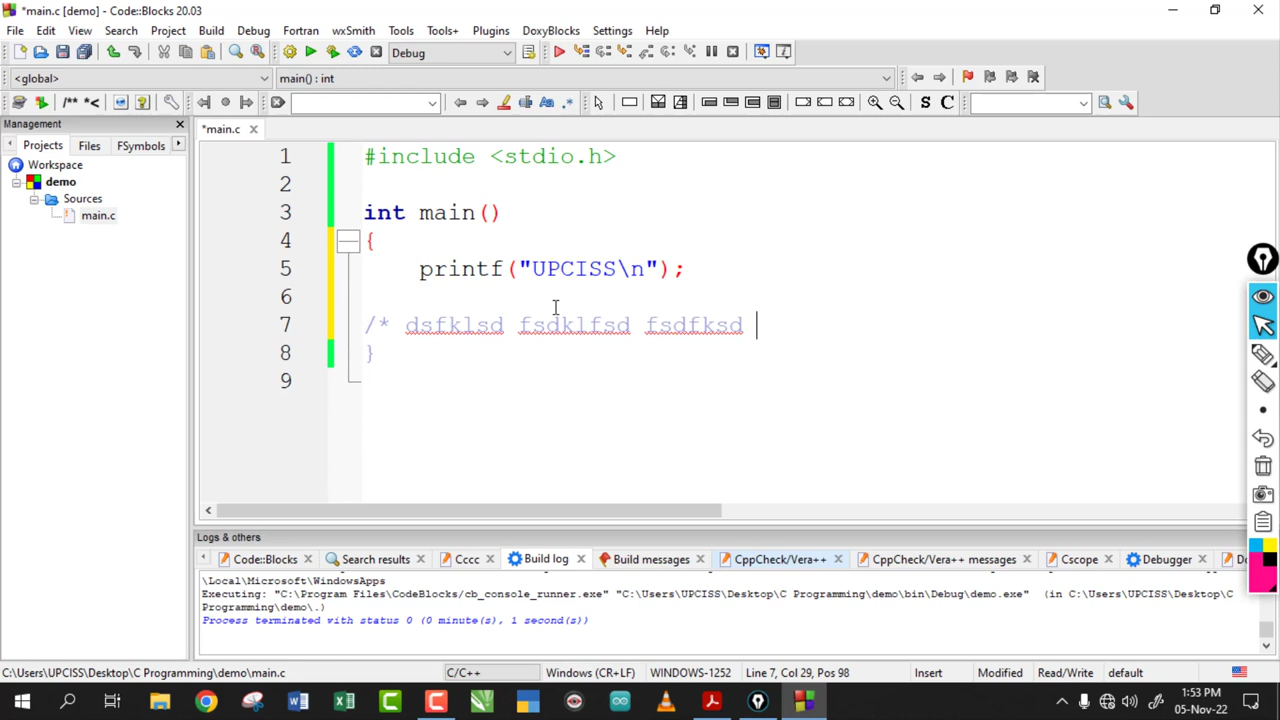 *main.c [demo] - Code::Blocks 20.03
File Edit View Search Project Build Debug Fortran wxSmith Tools Tools+ Plugins DoxyBlocks Settings Help
Debug
<global> main() : int
/** *< Aa .* S C
Management
Projects Files FSymbols
*main.c
Workspace
demo
Sources
main.c
1 #include <stdio.h>
2
3 int main()
4 {
5 printf("UPCISS\n");
6
7 /* dsfklsd fsdklfsd fsdfksd
8 }
9
Logs & others
Code::Blocks Search results Cccc Build log Build messages CppCheck/Vera++ CppCheck/Vera++ messages Cscope Debugger
\Local\Microsoft\WindowsApps
Executing: "C:\Program Files\CodeBlocks/cb_console_runner.exe" "C:\Users\UPCISS\Desktop\C Programming\demo\bin\Debug\demo.exe" (in C:\Users\UPCISS\Desktop\C
Programming\demo\.)
Process terminated with status 0 (0 minute(s), 1 second(s))
C:\Users\UPCISS\Desktop\C Programming\demo\main.c C/C++ Windows (CR+LF) WINDOWS-1252 Line 7, Col 29, Pos 98 Insert Modified Read/Write default
1:53 PM
05-Nov-22